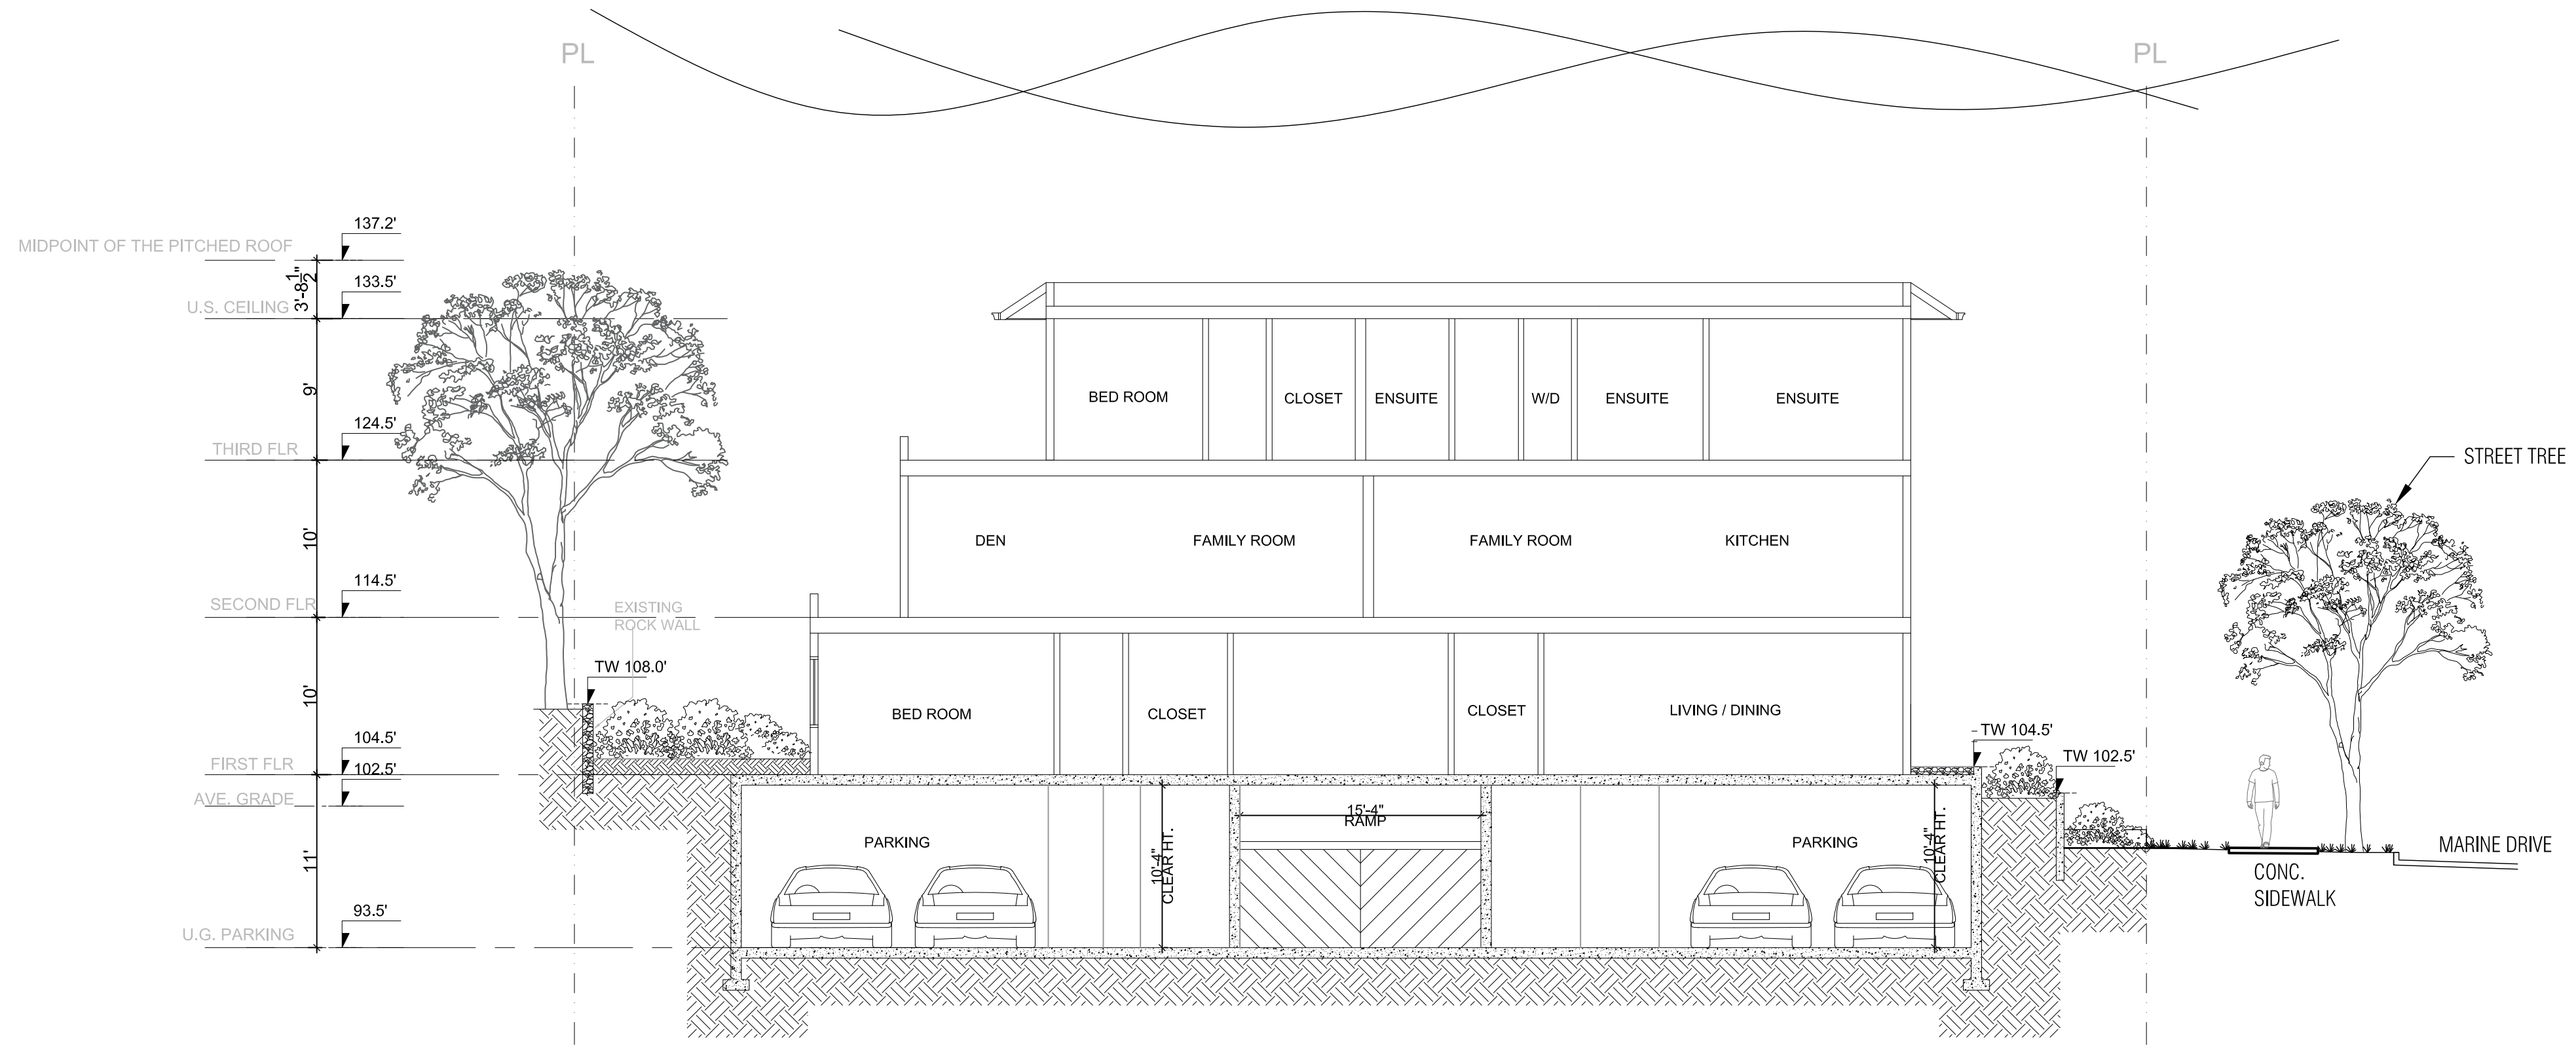 PL
PL
137.2'
MIDPOINT OF THE PITCHED ROOF
3'-8 1/2"
133.5'
U.S. CEILING
9'
BED ROOM
CLOSET
ENSUITE
W/D
ENSUITE
ENSUITE
124.5'
THIRD FLR
STREET TREE
10'
DEN
FAMILY ROOM
FAMILY ROOM
KITCHEN
114.5'
SECOND FLR
EXISTING
ROCK WALL
TW 108.0'
10'
BED ROOM
CLOSET
CLOSET
LIVING / DINING
104.5'
TW 104.5'
FIRST FLR
102.5'
TW 102.5'
AVE. GRADE
15'-4"
RAMP
PARKING
10'-4"
CLEAR HT.
PARKING
10'-4"
CLEAR HT.
MARINE DRIVE
11'
CONC.
SIDEWALK
93.5'
U.G. PARKING